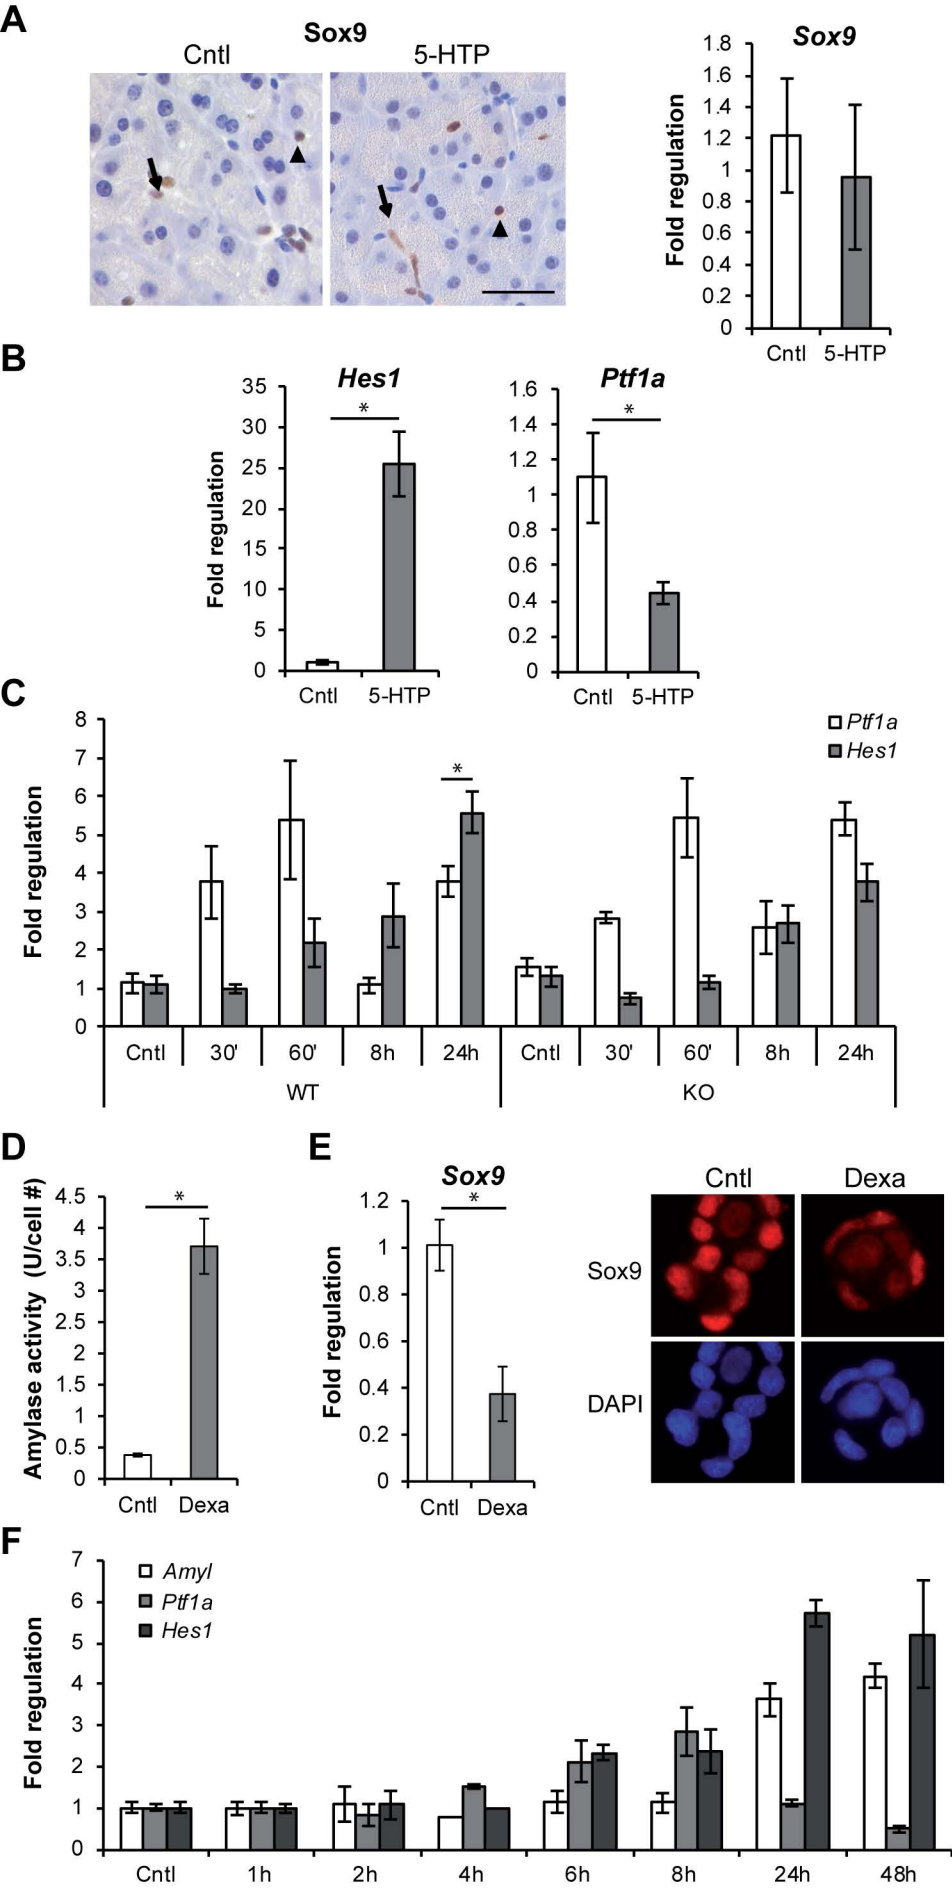 A
Sox9
Cntl
5-HTP
Sox9
Fold regulation
1.8
1.6
1.4
1.2
1
0.8
0.6
0.4
0.2
0
Cntl 5-HTP
B
Hes1
*
Fold regulation
35
30
25
20
15
10
5
0
Cntl 5-HTP
Ptf1a
*
1.6
1.4
1.2
1
0.8
0.6
0.4
0.2
0
Cntl 5-HTP
C
Fold regulation
8
7
6
5
4
3
2
1
0
*
Ptf1a
Hes1
Cntl 30' 60' 8h 24h Cntl 30' 60' 8h 24h
WT KO
D
Amylase activity (U/cell #)
4.5
4
3.5
3
2.5
2
1.5
1
0.5
0
*
Cntl Dexa
E
Sox9
*
Fold regulation
1.2
1
0.8
0.6
0.4
0.2
0
Cntl Dexa
Cntl Dexa
Sox9
DAPI
F
Fold regulation
7
6
5
4
3
2
1
0
Amyl
Ptf1a
Hes1
Cntl 1h 2h 4h 6h 8h 24h 48h